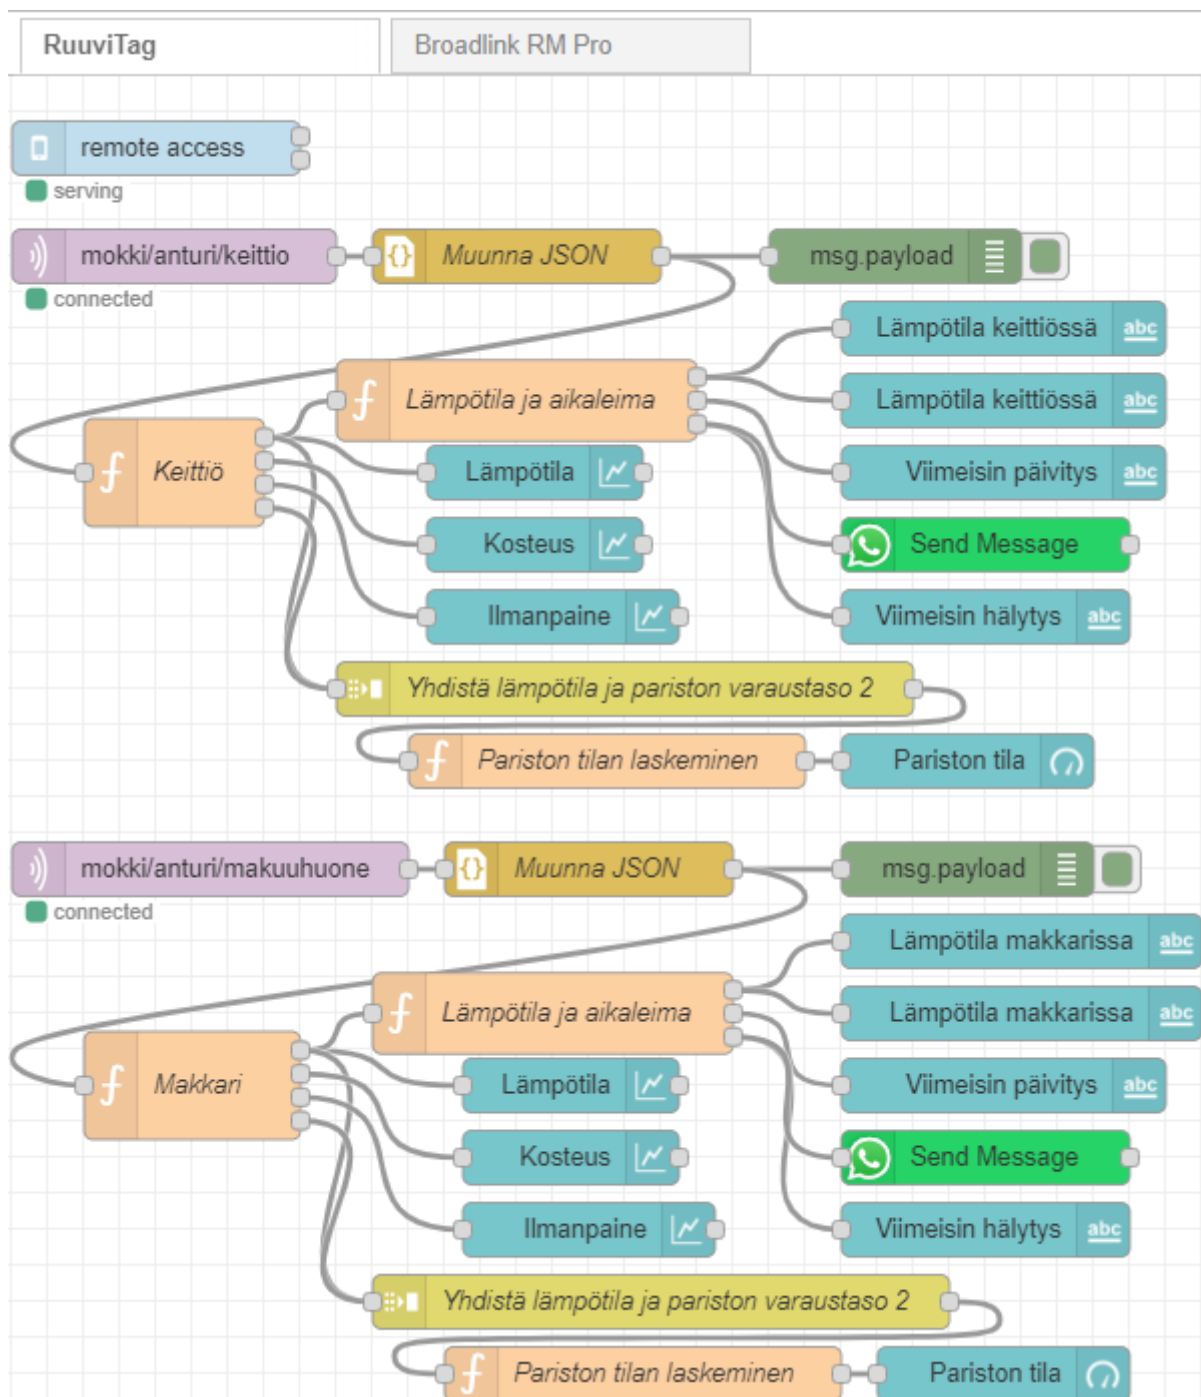 RuuviTag
Broadlink RM Pro
remote access
serving
mokki/anturi/keittio
Muunna JSON
msg.payload
connected
Lämpötila keittiössä abc
Lämpötila ja aikaleima
Lämpötila keittiössä abc
Keittiö
Lämpötila
Viimeisin päivitys abc
Kosteus
Send Message
Ilmanpaine
Viimeisin hälytys abc
Yhdistä lämpötila ja pariston varaustaso 2
Pariston tilan laskeminen
Pariston tila
mokki/anturi/makuuhuone
Muunna JSON
msg.payload
connected
Lämpötila makkarissa abc
Lämpötila ja aikaleima
Lämpötila makkarissa abc
Makkari
Lämpötila
Viimeisin päivitys abc
Kosteus
Send Message
Ilmanpaine
Viimeisin hälytys abc
Yhdistä lämpötila ja pariston varaustaso 2
Pariston tilan laskeminen
Pariston tila